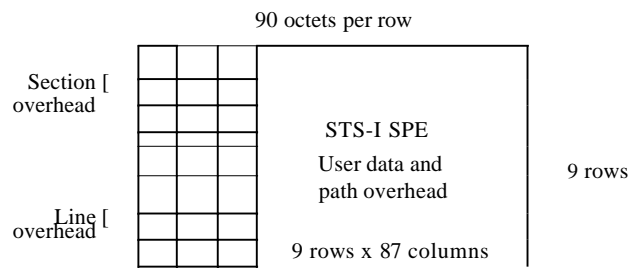 90 octets per row
Section [
overhead
STS-I SPE
User data and
path overhead
9 rows
Line [
overhead
9 rows x 87 columns